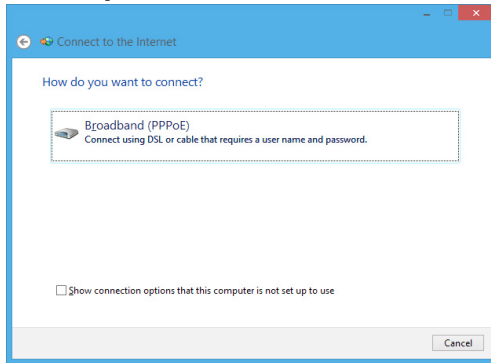 Connect to the Internet
How do you want to connect?
Broadband (PPPoE)
Connect using DSL or cable that requires a user name and password.
Show connection options that this computer is not set up to use
Cancel